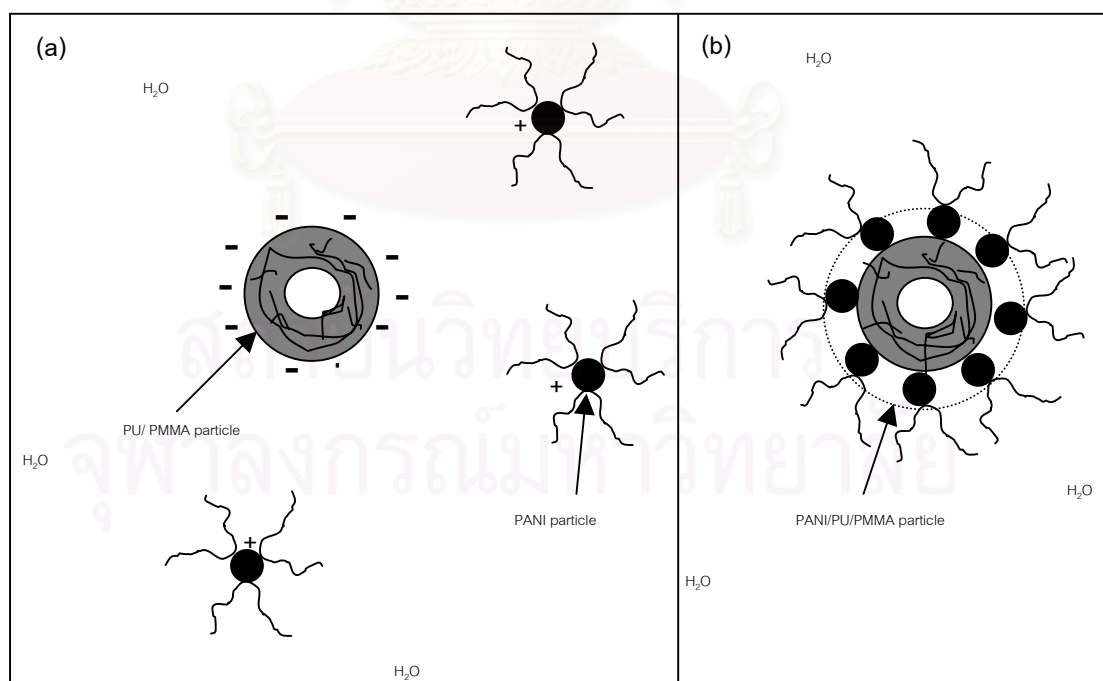 (a)
H₂O
+
PU/ PMMA particle
+
PANI particle
H₂O
+
H₂O
(b)
H₂O
PANI/PU/PMMA particle
H₂O
H₂O
สถาบันวิทยบริการ
จุฬาลงกรณ์มหาวิทยาลัย